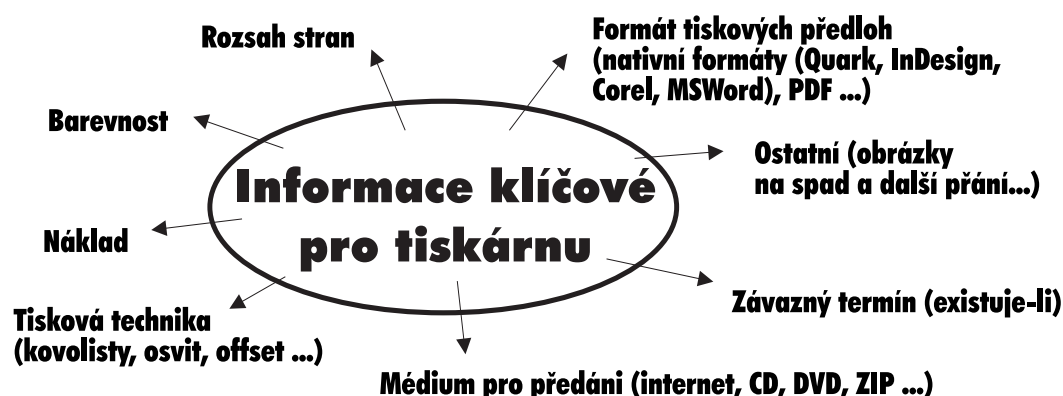 Rozsah stran
Formát tiskových předloh
(nativní formáty (Quark, InDesign,
Corel, MSWord), PDF ...)
Barevnost
Ostatní (obrázky
na spad a další přání...)
Informace klíčové
pro tiskárnu
Náklad
Závazný termín (existuje-li)
Tisková technika
(kovolisty, osvit, offset ...)
Médium pro předáni (internet, CD, DVD, ZIP ...)